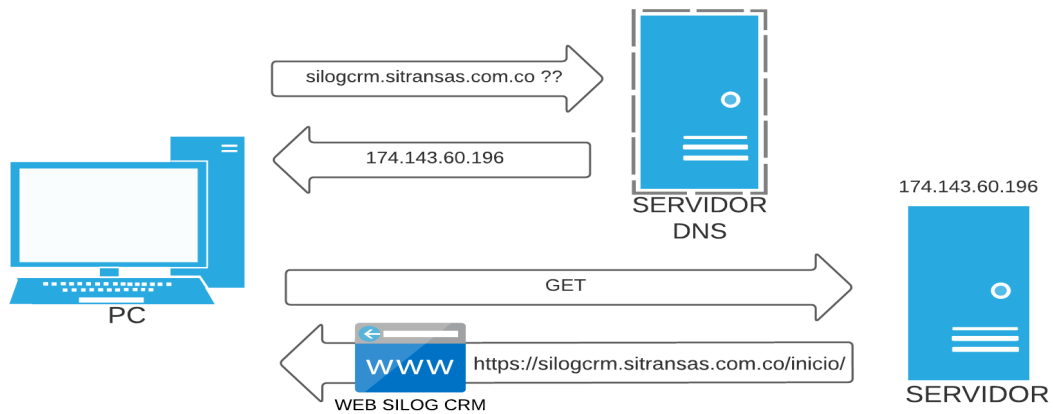 silogcrm.sitransas.com.co ??
174.143.60.196
SERVIDOR
DNS
174.143.60.196
PC
GET
www
https://silogcrm.sitransas.com.co/inicio/
WEB SILOG CRM
SERVIDOR